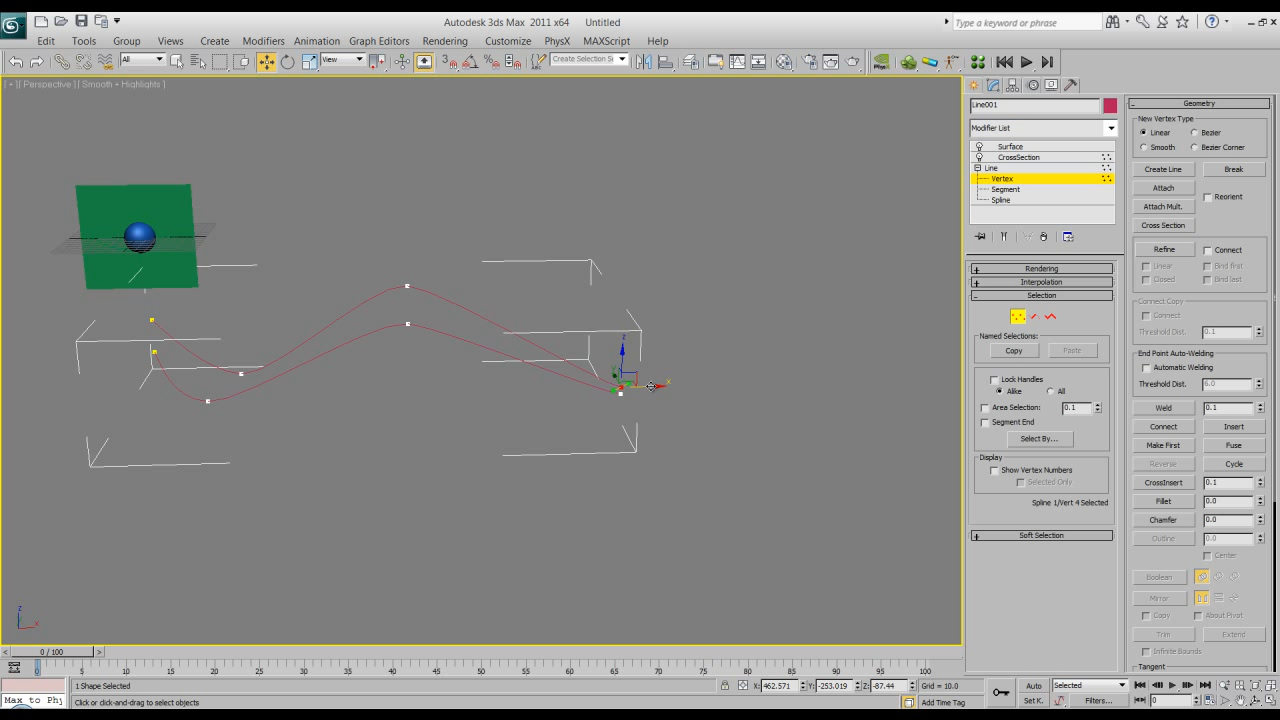 Autodesk 3ds Max 2011 x64 Untitled
Type a keyword or phrase
Edit Tools Group Views Create Modifiers Animation Graph Editors Rendering Customize PhysX MAXScript Help
All View Create Selection Se
[ + ][ Perspective ] [ Smooth + Highlights ]
Line001
Modifier List
Surface
CrossSection
Line
Vertex
Segment
Spline
Rendering
Interpolation
Selection
Named Selections:
Copy Paste
Lock Handles
Alike All
Area Selection: 0.1
Segment End
Select By...
Display
Show Vertex Numbers
Selected Only
Spline 1/Vert 4 Selected
Soft Selection
Geometry
New Vertex Type
Linear Bezier
Smooth Bezier Corner
Create Line Break
Attach
Reorient
Attach Mult.
Cross Section
Refine Connect
Linear Bind first
Closed Bind last
Connect Copy
Connect
Threshold Dist. 0.1
End Point Auto-Welding
Automatic Welding
Threshold Dist. 6.0
Weld 0.1
Connect Insert
Make First Fuse
Reverse Cycle
CrossInsert 0.1
Fillet 0.0
Chamfer 0.0
Outline 0.0
Center
Boolean
Mirror
Copy About Pivot
Trim Extend
Infinite Bounds
Tangent
z
x
z
x
0 / 100
0 5 10 15 20 25 30 35 40 45 50 55 60 65 70 75 80 85 90 95 100
1 Shape Selected X: 462.571 Y: -253.019 Z: -87.44 Grid = 10.0 Auto Selected
Max to Phj Click or click-and-drag to select objects Add Time Tag Set K. Filters... 0